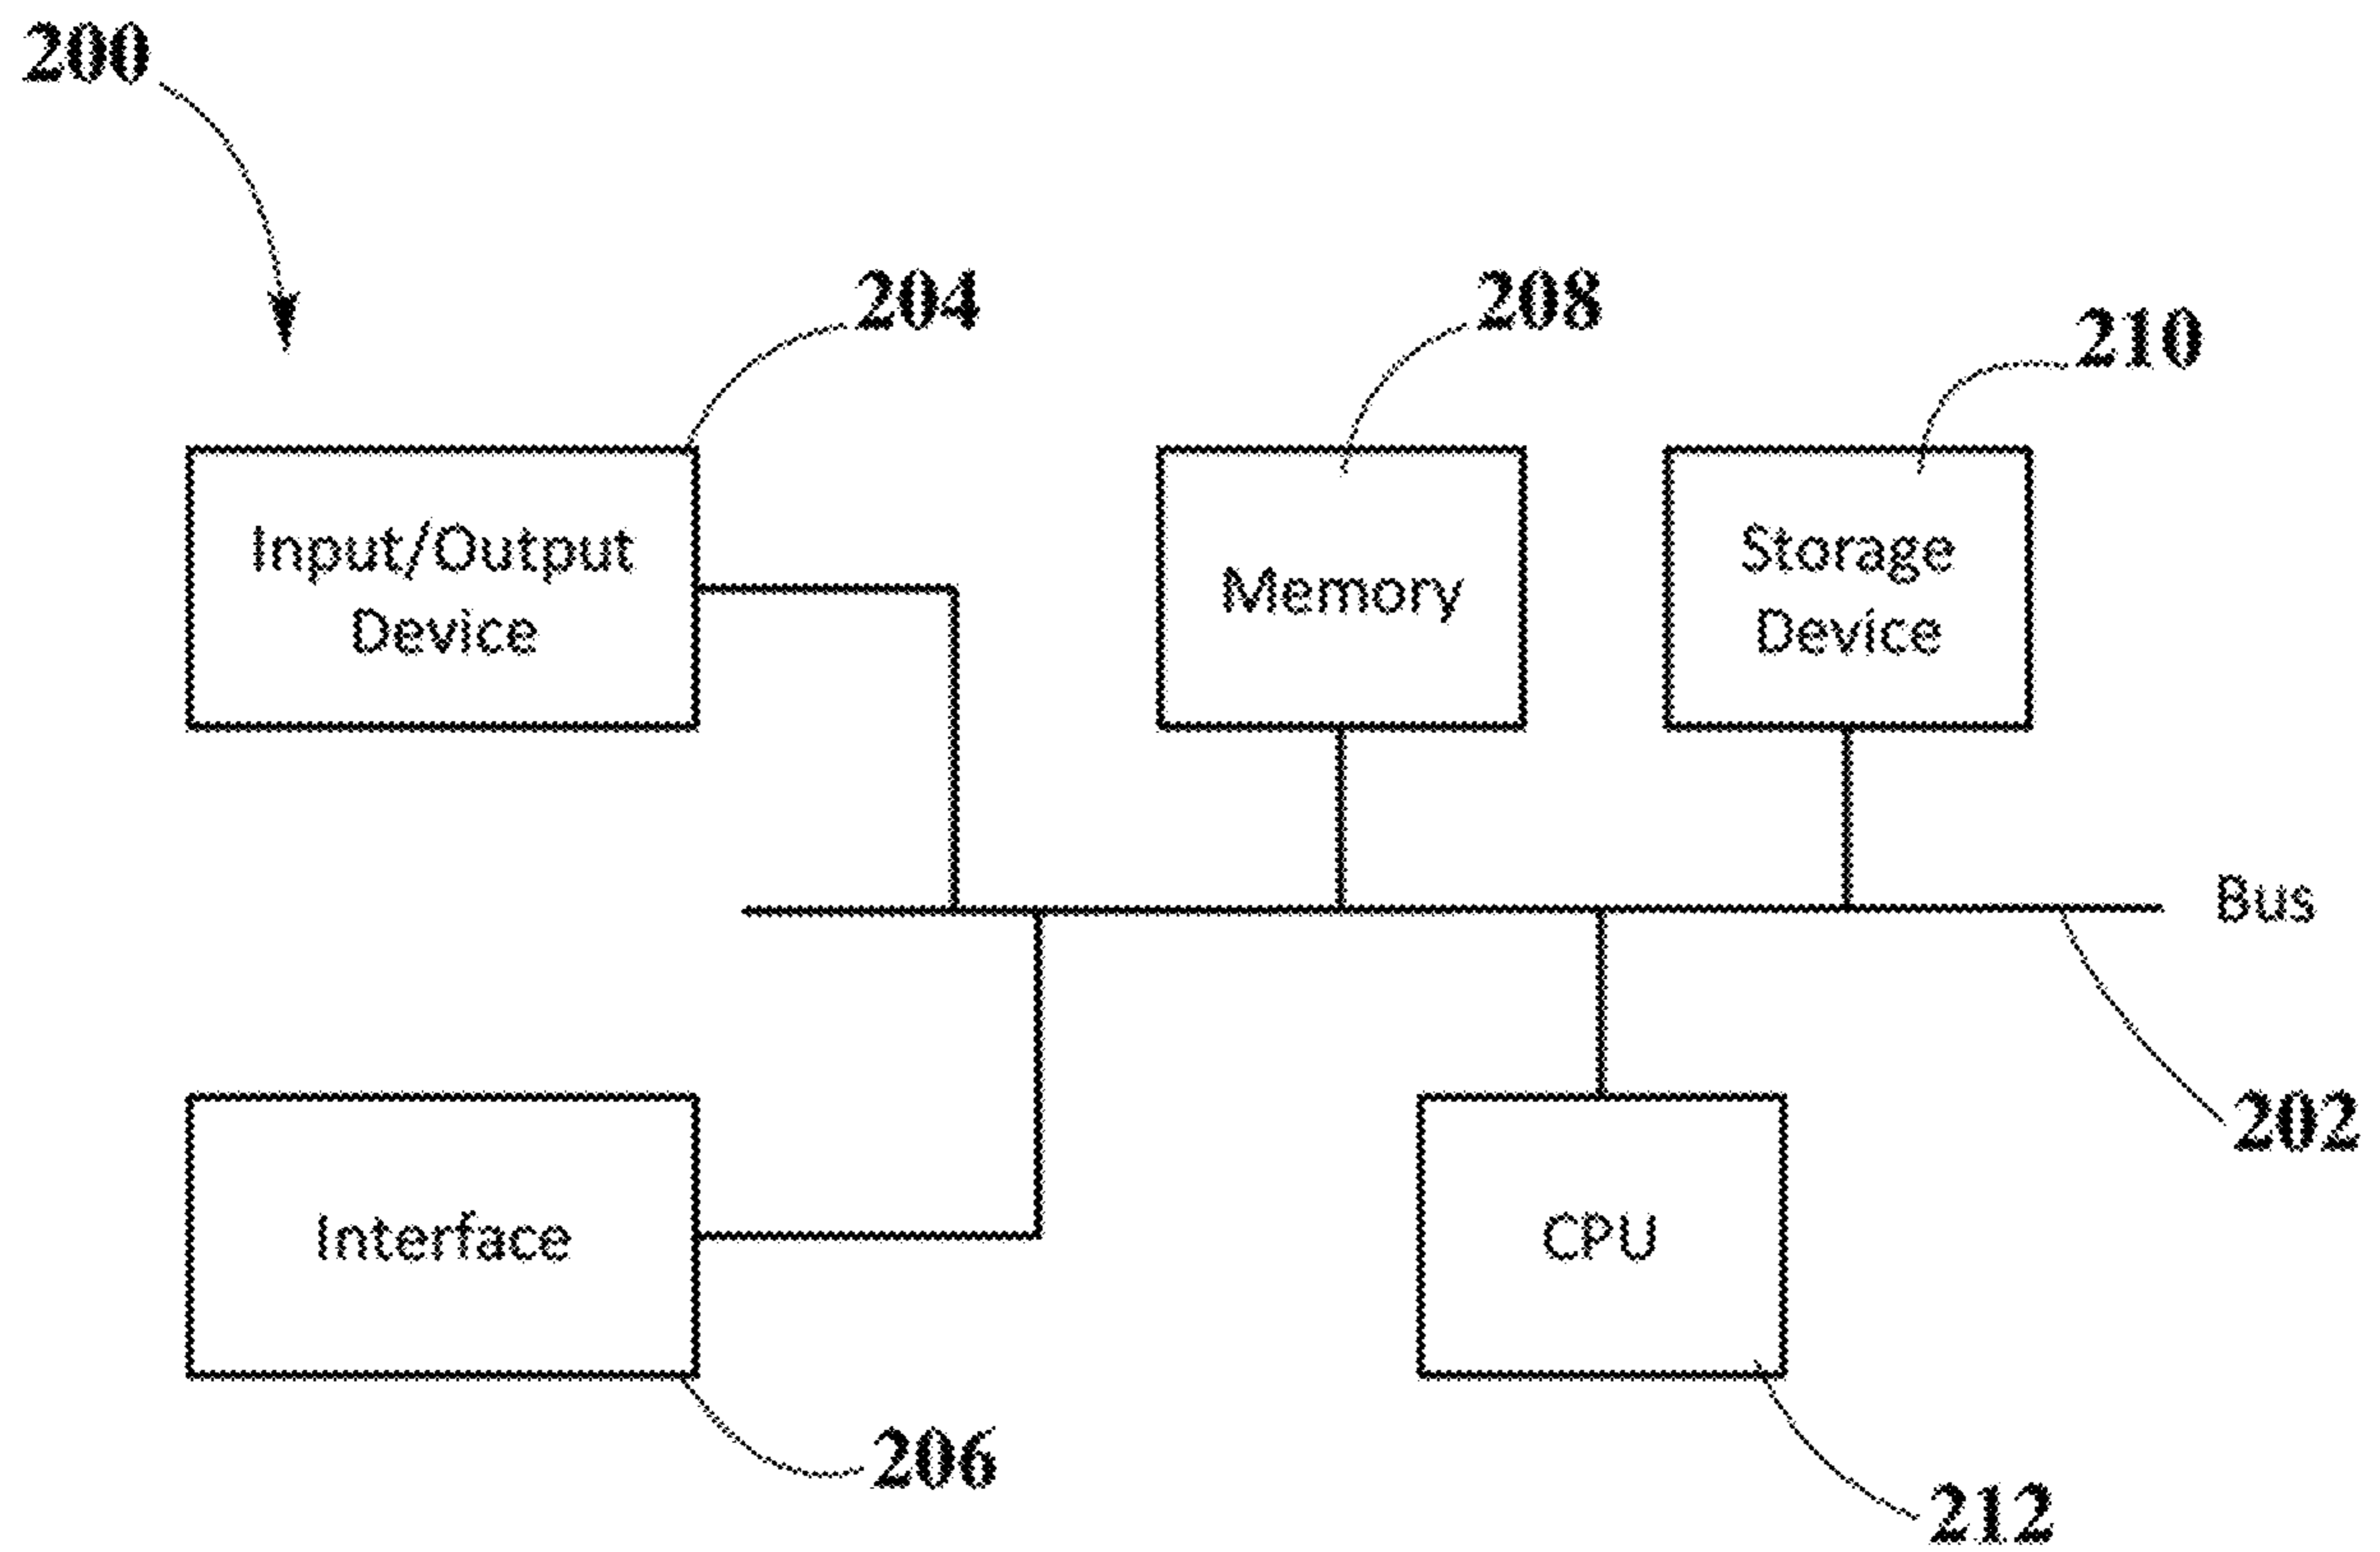 200
204
208
210
Input/Output
Device
Memory
Storage
Device
Bus
202
Interface
CPU
206
212